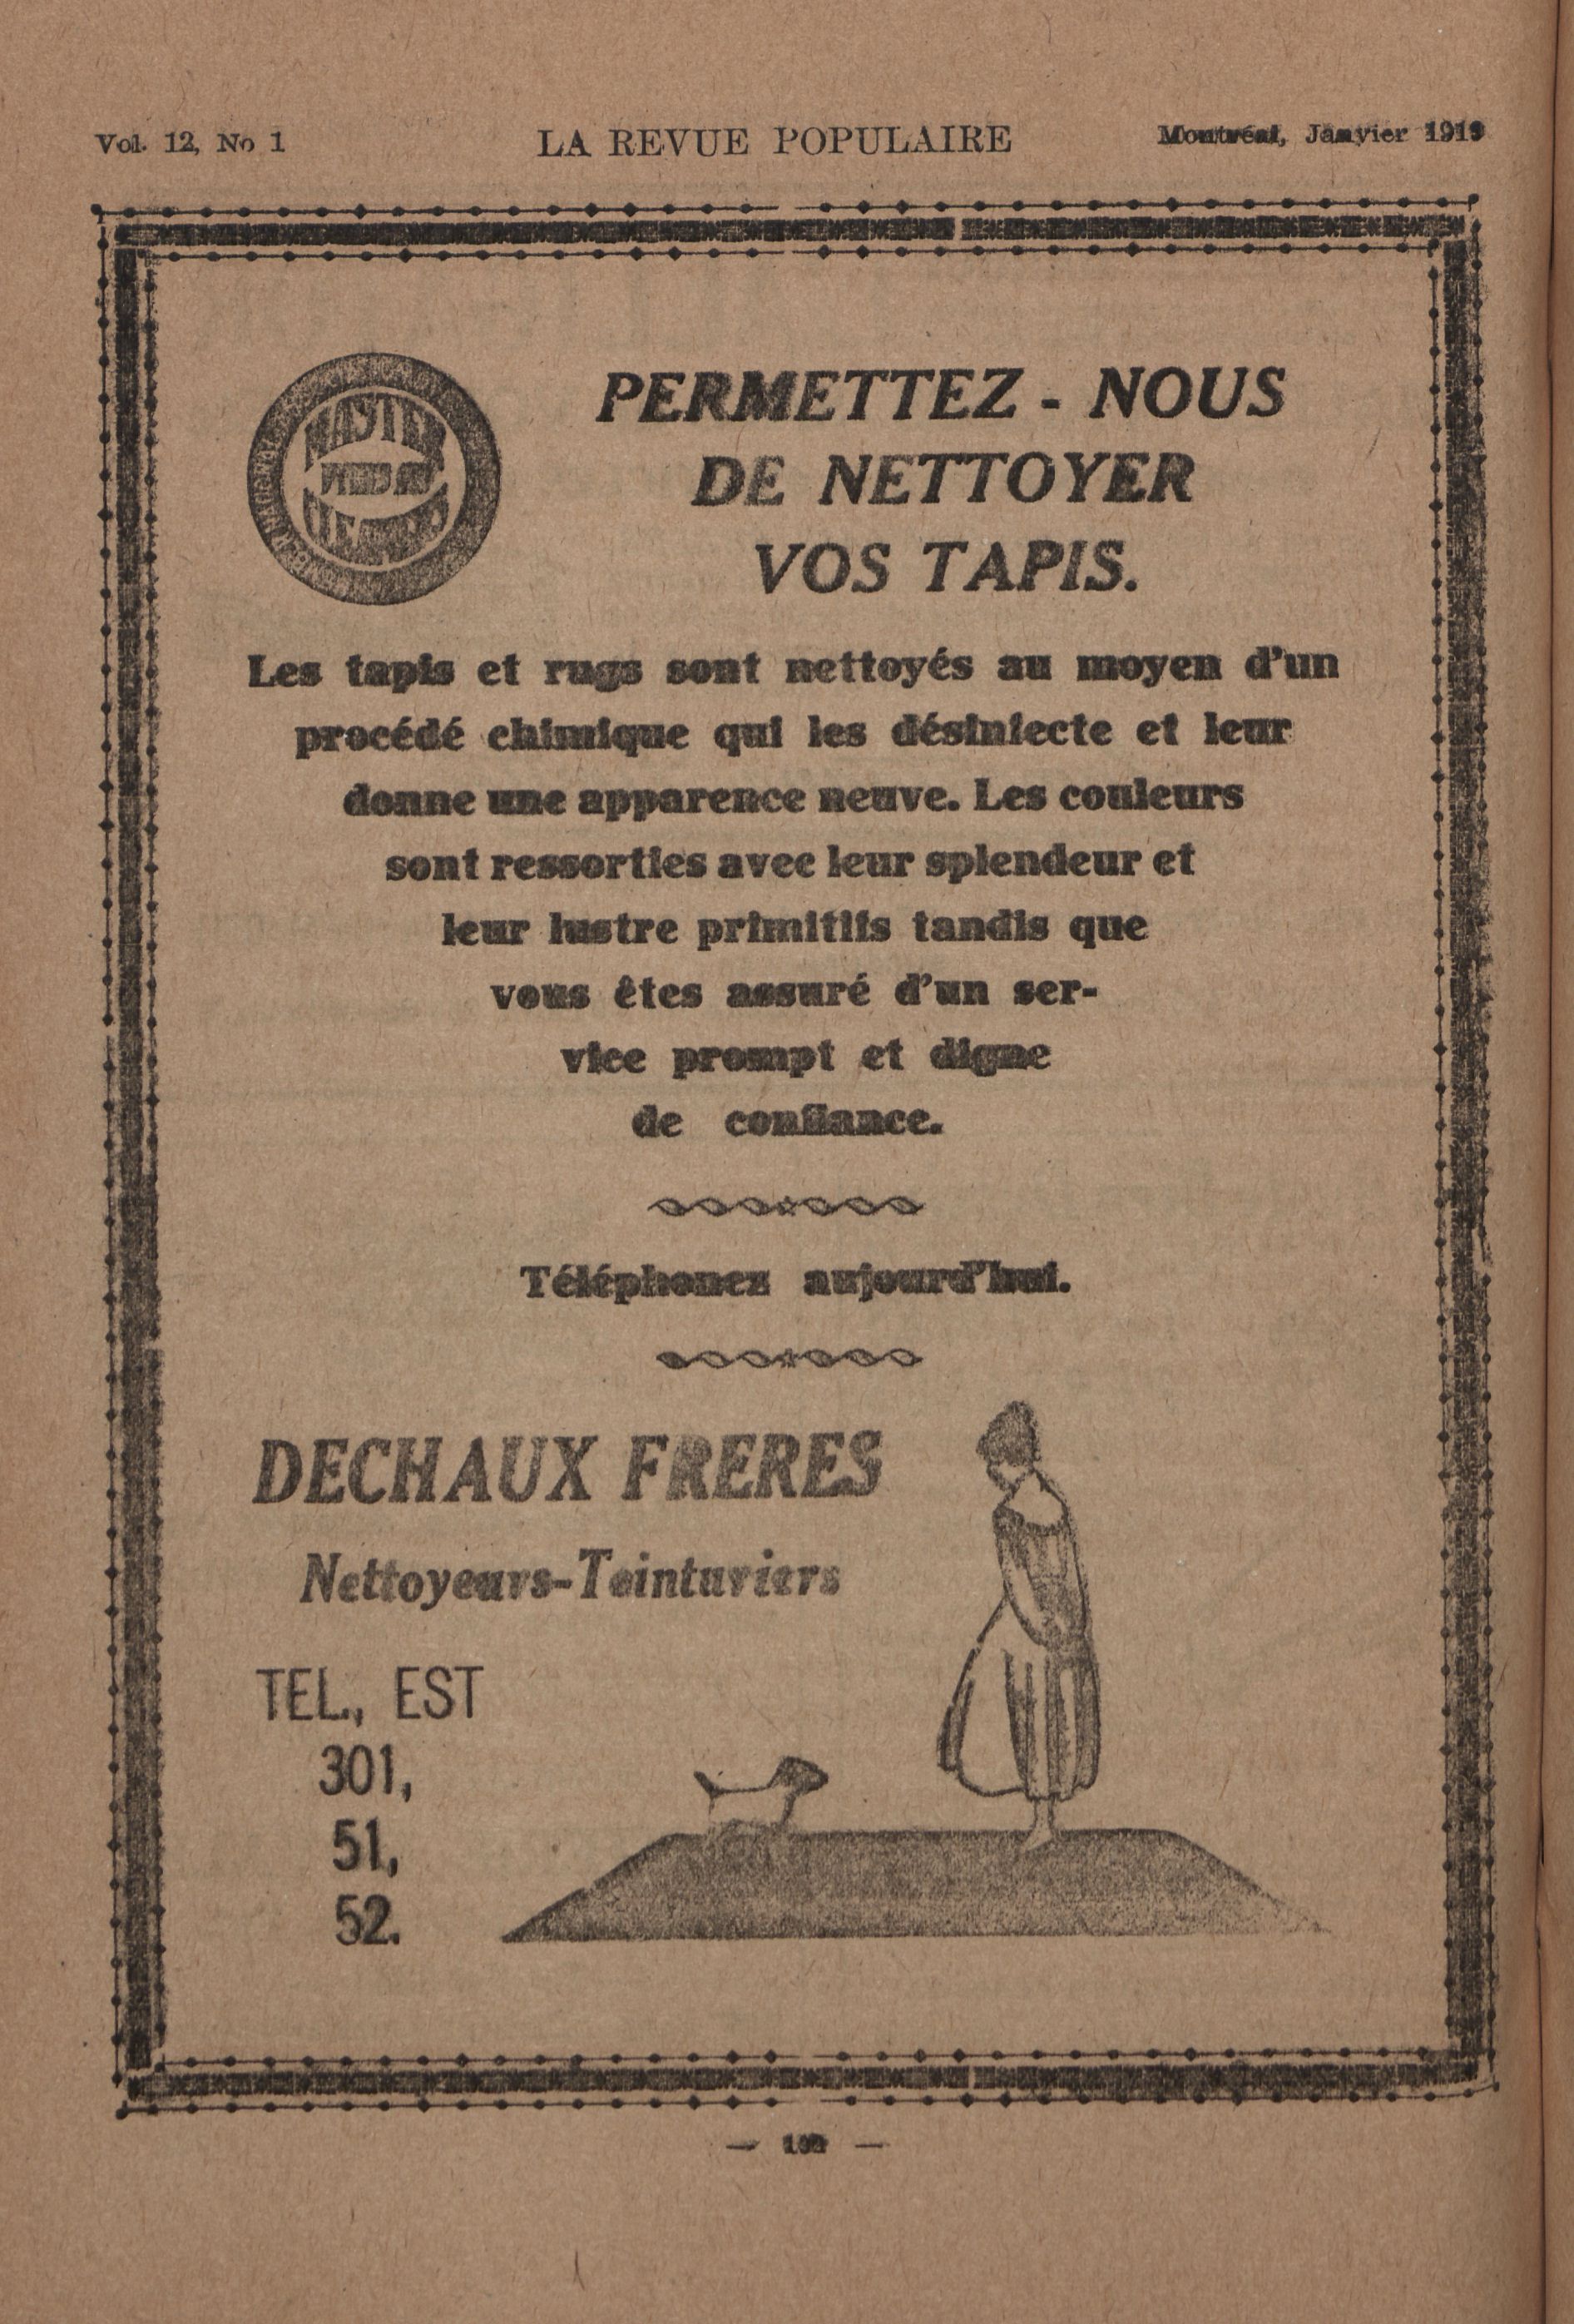 Vol. 12, No 1
LA REVUE POPULAIRE
Montréal, Janvier 1919
MASTER
PERMETTEZ - NOUS
DE NETTOYER
VOS TAPIS.
Les tapis et rugs sont nettoyés au moyen d'un
procédé chimique qui les désinfecte et leur
donne une apparence neuve. Les couleurs
sont ressorties avec leur splendeur et
leur lustre primitifs tandis que
vous êtes assuré d'un ser-
vice prompt et digne
de confiance.
Téléphonez aujourd'hui.
DECHAUX FRERES
Nettoyeurs-Teinturiers
TEL., EST
301,
51,
52.